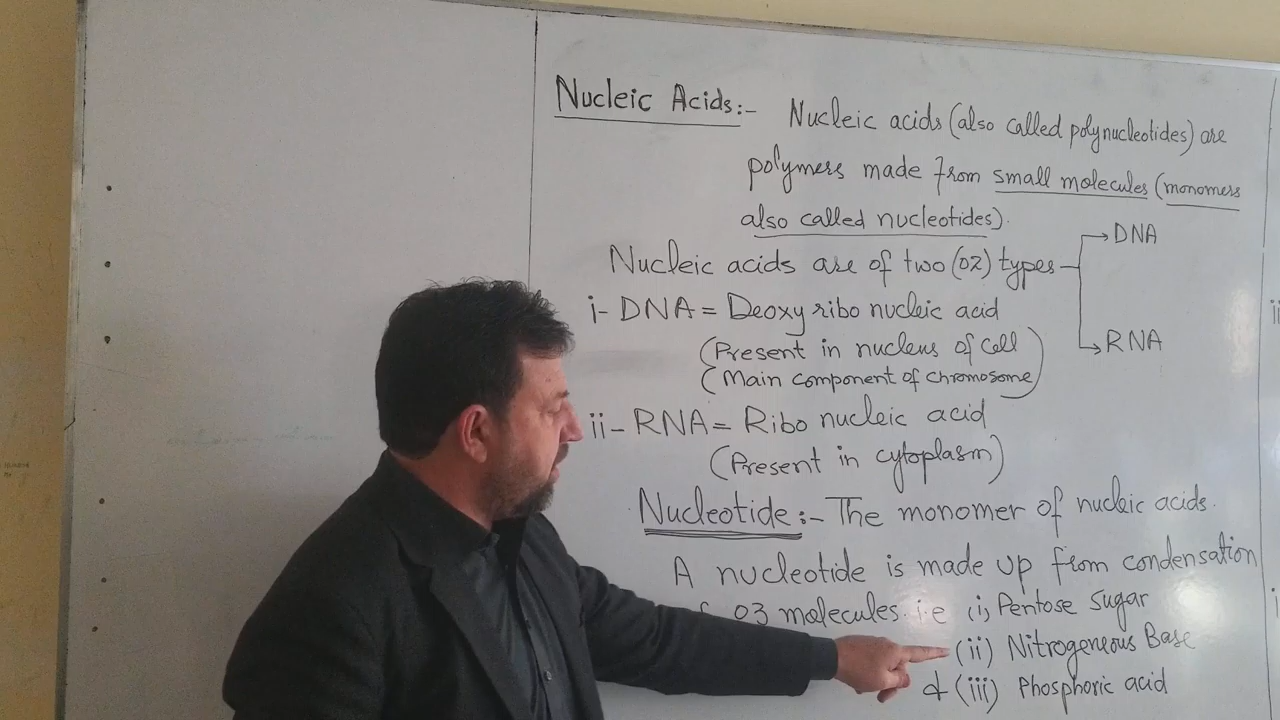 Nucleic Acids:- Nucleic acids (also called polynucleotides) are
polymers made from small molecules (monomers
also called nucleotides).
Nucleic acids are of two (02) types
DNA
RNA
i- DNA = Deoxy ribo nucleic acid
(Present in nucleus of cell
(Main component of chromosome)
ii- RNA = Ribo nucleic acid
(Present in cytoplasm)
Nucleotide:- The monomer of nucleic acids.
A nucleotide is made up from condensation
03 molecules. i.e (i) Pentose Sugar
(ii) Nitrogeneous Base
& (iii) Phosphoric acid